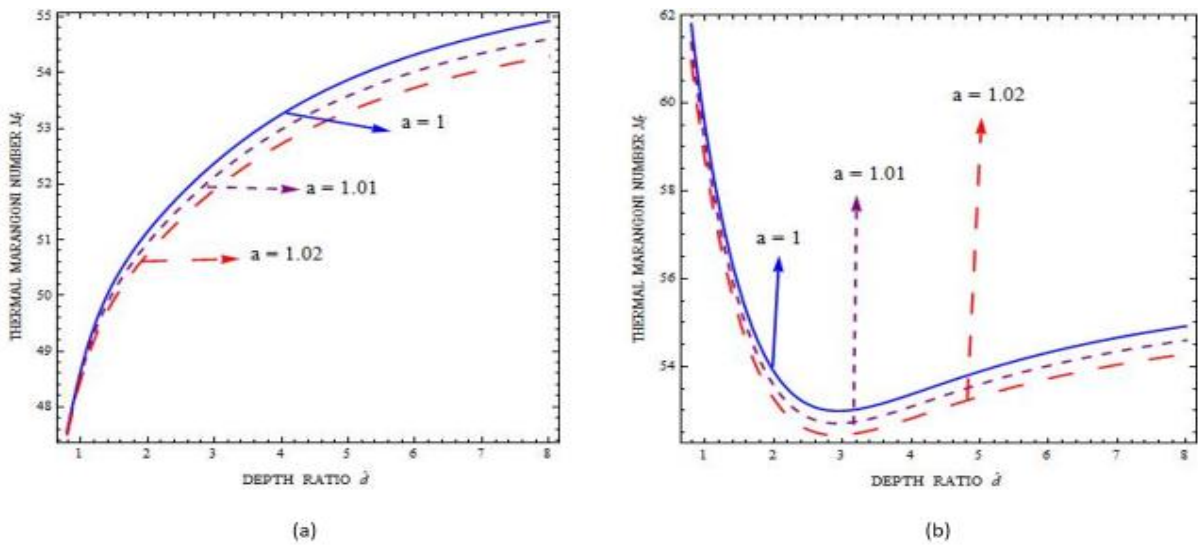 55
54
53
52
51
50
49
48
THERMAL MARANGONI NUMBER Mₜ
a = 1
a = 1.01
a = 1.02
1 2 3 4 5 6 7 8
DEPTH RATIO d̂
(a)
62
60
58
56
54
THERMAL MARANGONI NUMBER Mₜ
a = 1.02
a = 1.01
a = 1
1 2 3 4 5 6 7 8
DEPTH RATIO d̂
(b)